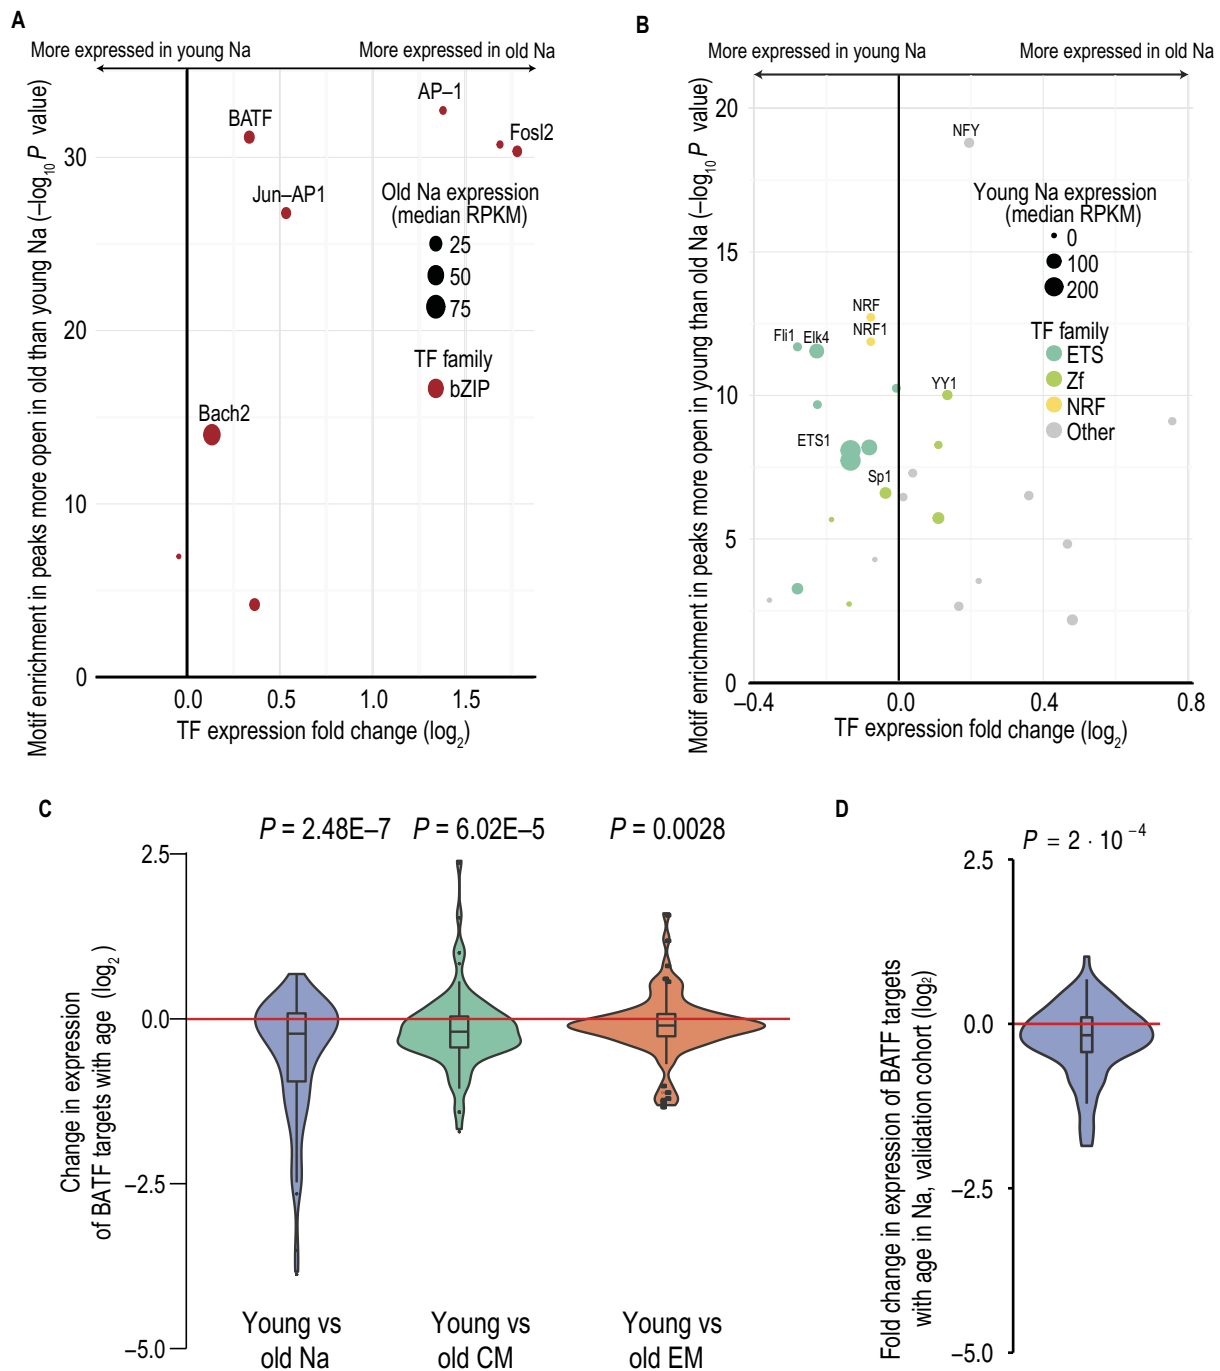 A
More expressed in young Na
More expressed in old Na
Motif enrichment in peaks more open in old than young Na (–log10 P value)
30
20
10
0
AP–1
BATF
Fosl2
Jun–AP1
Old Na expression
(median RPKM)
25
50
75
TF family
bZIP
Bach2
0.0
0.5
1.0
1.5
TF expression fold change (log2)
B
More expressed in young Na
More expressed in old Na
Motif enrichment in peaks more open in young than old Na (–log10 P value)
20
15
10
5
0
NFY
Young Na expression
(median RPKM)
0
100
200
TF family
ETS
Zf
NRF
Other
NRF
NRF1
Fli1
Elk4
YY1
ETS1
Sp1
–0.4
0.0
0.4
0.8
TF expression fold change (log2)
C
P = 2.48E–7
P = 6.02E–5
P = 0.0028
Change in expression
of BATF targets with age (log2)
2.5
0.0
–2.5
–5.0
Young vs
old Na
Young vs
old CM
Young vs
old EM
D
P = 2 · 10–4
Fold change in expression of BATF targets
with age in Na, validation cohort (log2)
2.5
0.0
–2.5
–5.0